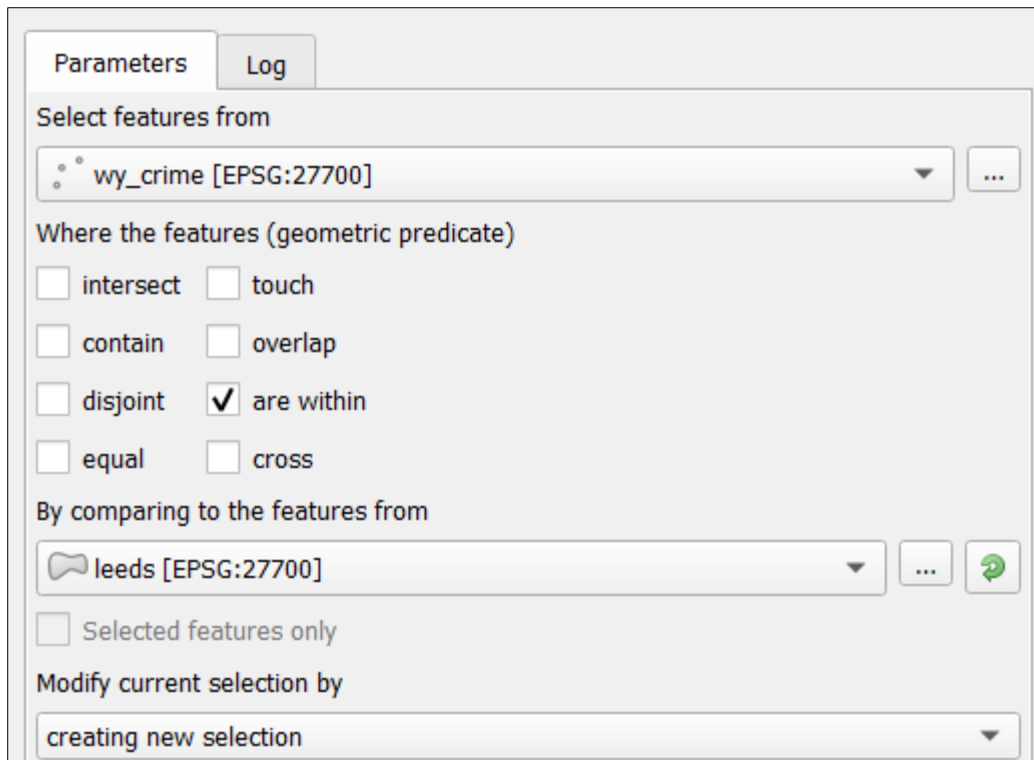 Parameters Log
Select features from
wy_crime [EPSG:27700] ...
Where the features (geometric predicate)
intersect touch
contain overlap
disjoint are within
equal cross
By comparing to the features from
leeds [EPSG:27700] ...
Selected features only
Modify current selection by
creating new selection